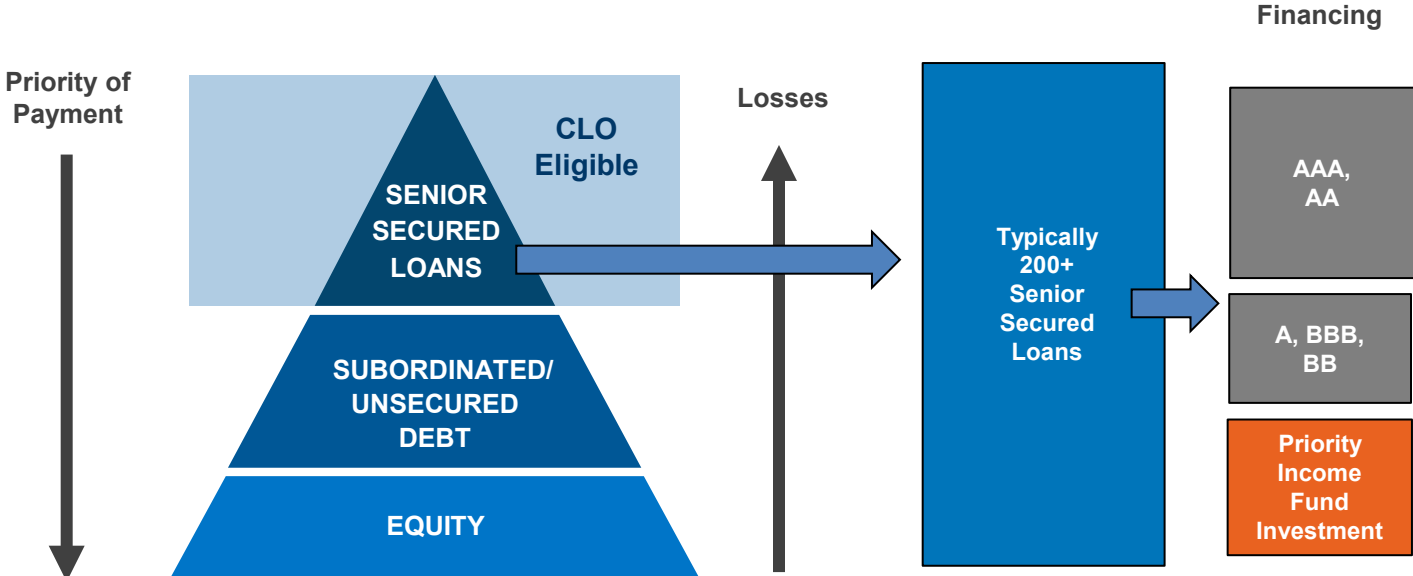 Financing
Priority of
Payment
Losses
CLO
Eligible
SENIOR
SECURED
LOANS
SUBORDINATED/
UNSECURED
DEBT
EQUITY
Typically
200+
Senior
Secured
Loans
AAA,
AA
A, BBB,
BB
Priority
Income
Fund
Investment